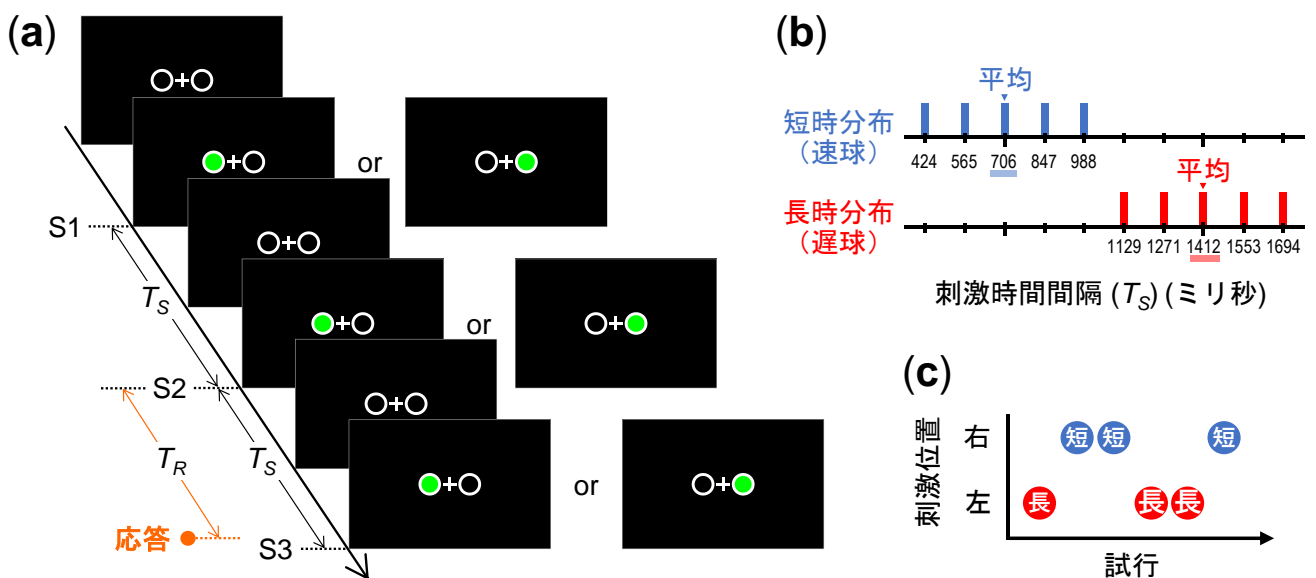 (a)
or
S1
T_S
or
S2
T_R
T_S
応答
S3
or
(b)
平均
短時分布
（速球）
424 565 706 847 988
平均
長時分布
（遅球）
1129 1271 1412 1553 1694
刺激時間間隔 (T_S) (ミリ秒)
(c)
刺激位置
右 短 短 短
左 長 長 長
試行